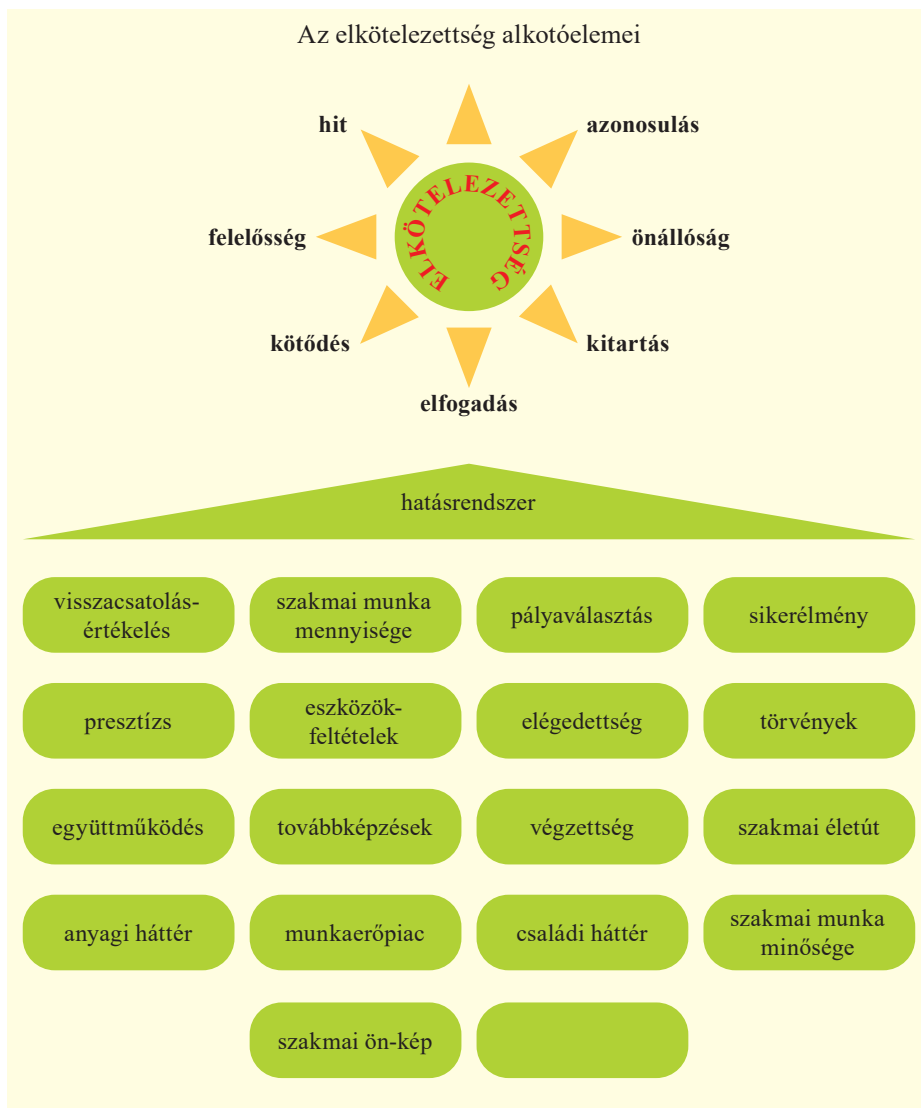 Az elkötelezettség alkotóelemei
hit
azonosulás
ELKÖTELEZETTSÉG
felelősség
önállóság
kötődés
kitartás
elfogadás
hatásrendszer
visszacsatolás-
értékelés
szakmai munka
mennyisége
pályaválasztás
sikerélmény
presztízs
eszközök-
feltételek
elégedettség
törvények
együttműködés
továbbképzések
végzettség
szakmai életút
anyagi háttér
munkaerőpiac
családi háttér
szakmai munka
minősége
szakmai ön-kép